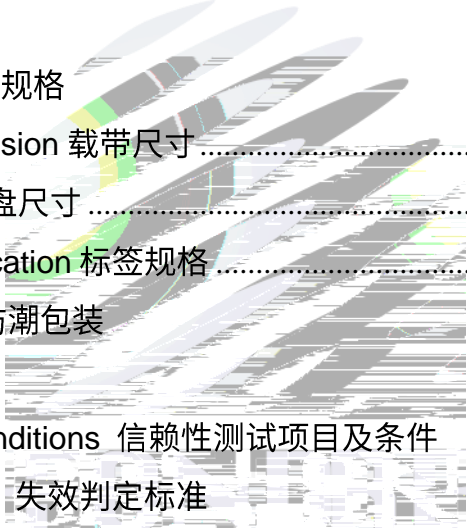 规格
sion 载带尺寸..............................
盘尺寸..........................................
cation 标签规格............................
防潮包装
nditions 信赖性测试项目及条件
失效判定标准